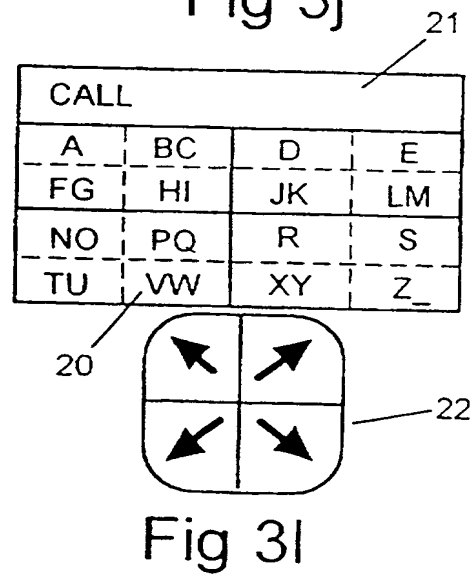 Fig 3j
21
CALL
A BC D E
FG HI JK LM
NO PQ R S
TU VW XY Z_
20
22
Fig 3l